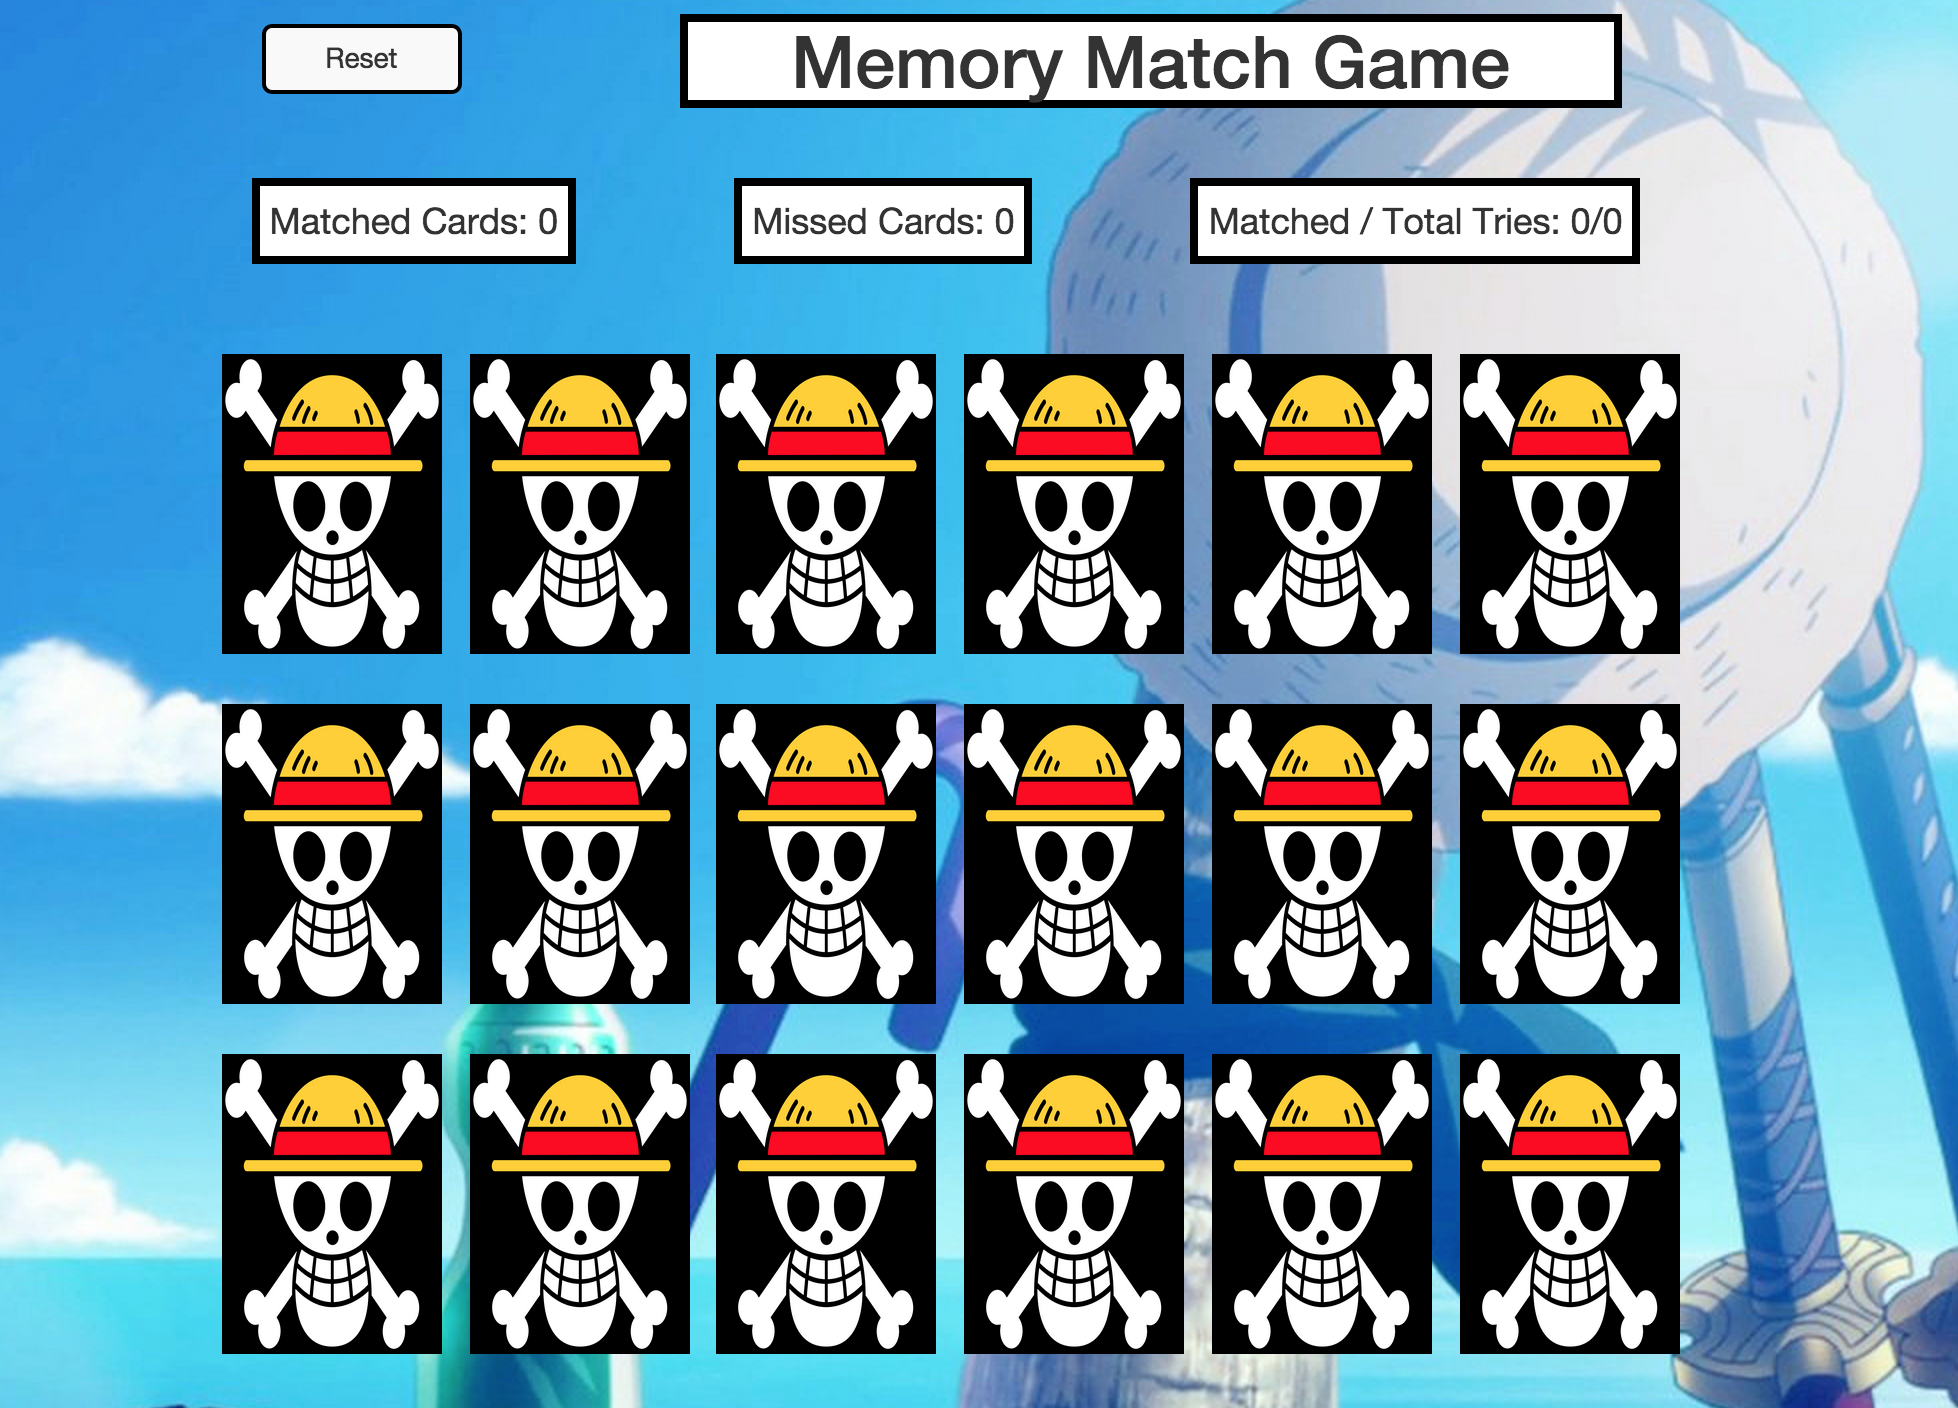 Reset
Memory Match Game
Matched Cards: 0
Missed Cards: 0
Matched / Total Tries: 0/0